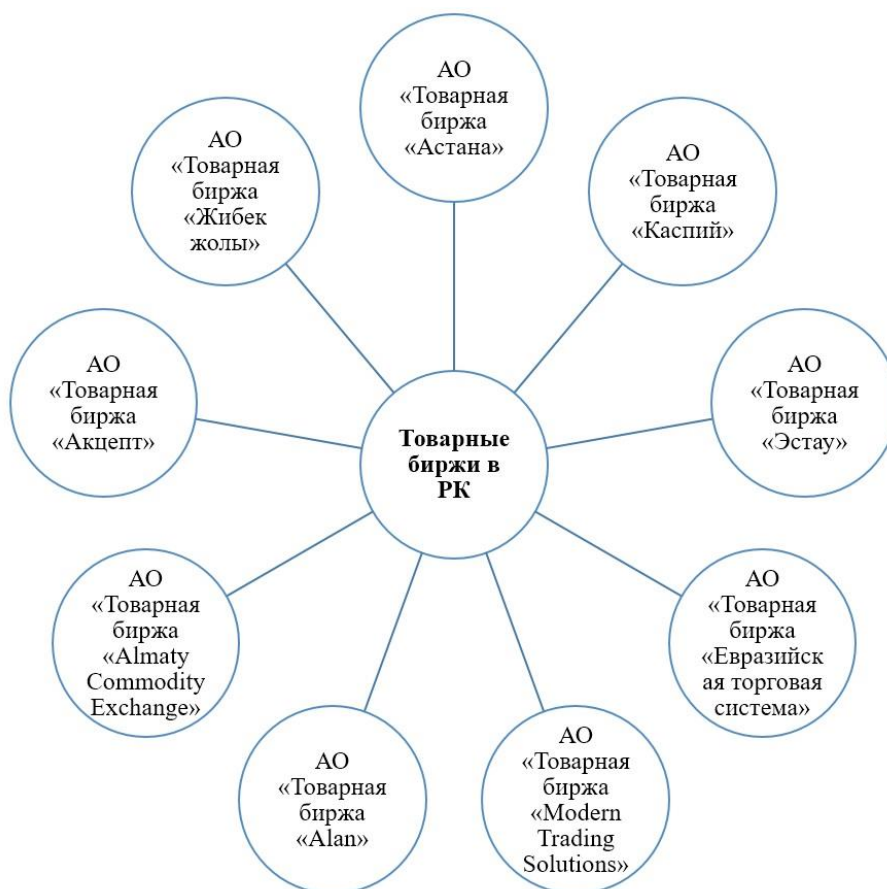 АО
«Товарная
биржа
«Астана»
АО
«Товарная
биржа
«Каспий»
АО
«Товарная
биржа
«Эстау»
АО
«Товарная
биржа
«Евразийск
ая торговая
система»
АО
«Товарная
биржа
«Modern
Trading
Solutions»
АО
«Товарная
биржа
«Alan»
АО
«Товарная
биржа
«Almaty
Commodity
Exchange»
АО
«Товарная
биржа
«Акцепт»
АО
«Товарная
биржа
«Жибек
жолы»
Товарные
биржи в
РК